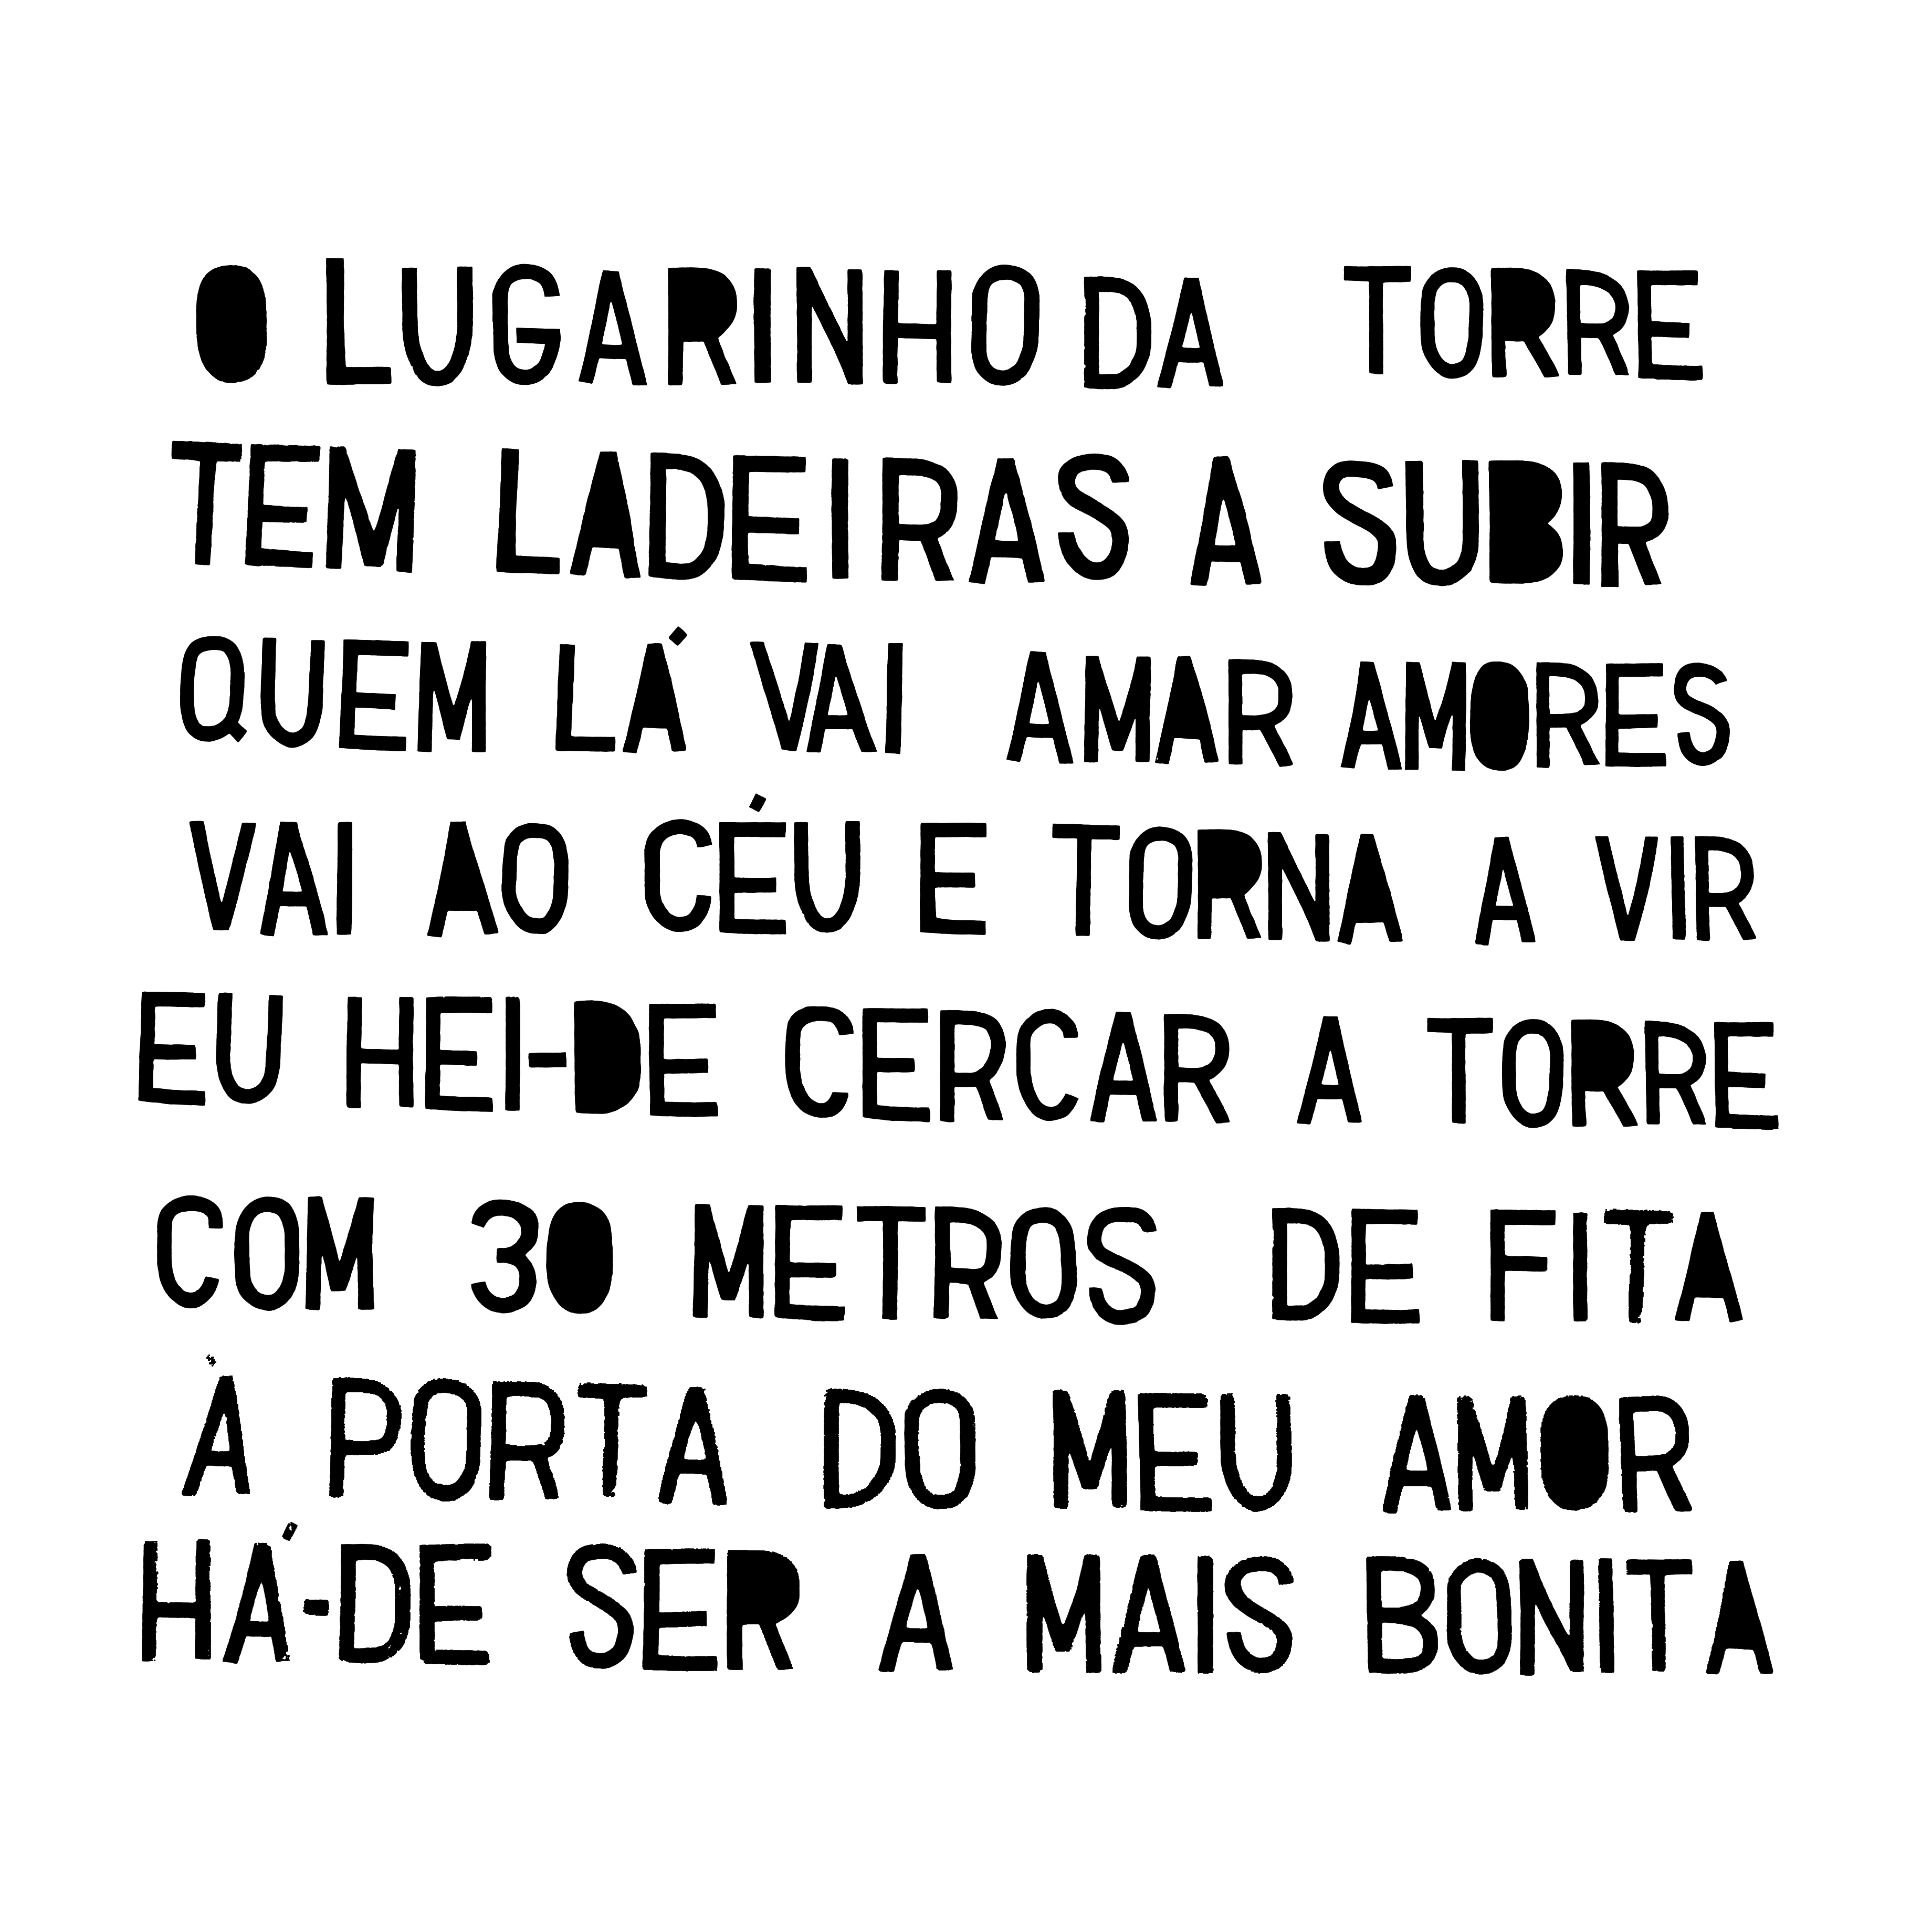 O LUGARINHO DA TORRE
TEM LADEIRAS A SUBIR
QUEM LÁ VAI AMAR AMORES
VAI AO CÉU E TORNA A VIR
EU HEI-DE CERCAR A TORRE
COM 30 METROS DE FITA
À PORTA DO MEU AMOR
HÁ-DE SER A MAIS BONITA